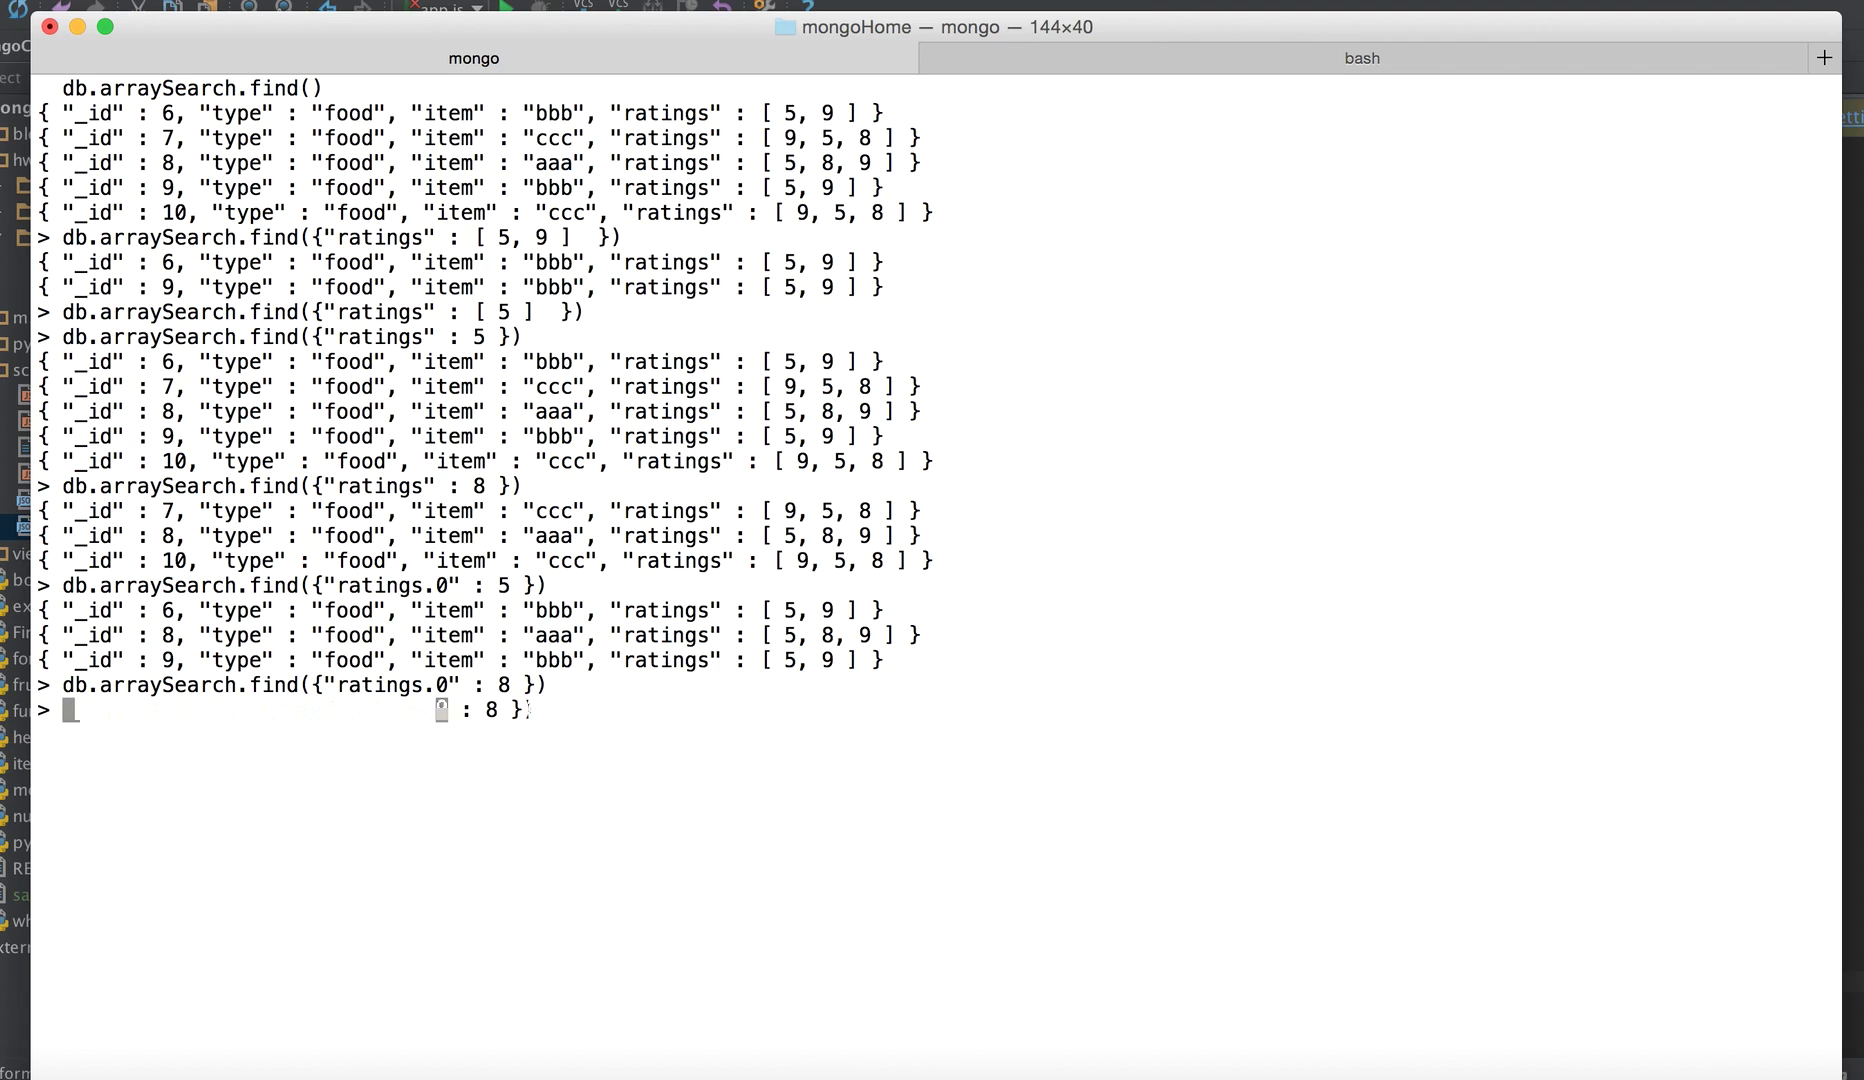 app.js
VCS VCS
mongoHome — mongo — 144×40
mongo
bash
+
db.arraySearch.find()
{ "_id" : 6, "type" : "food", "item" : "bbb", "ratings" : [ 5, 9 ] }
{ "_id" : 7, "type" : "food", "item" : "ccc", "ratings" : [ 9, 5, 8 ] }
{ "_id" : 8, "type" : "food", "item" : "aaa", "ratings" : [ 5, 8, 9 ] }
{ "_id" : 9, "type" : "food", "item" : "bbb", "ratings" : [ 5, 9 ] }
{ "_id" : 10, "type" : "food", "item" : "ccc", "ratings" : [ 9, 5, 8 ] }
> db.arraySearch.find({"ratings" : [ 5, 9 ]  })
{ "_id" : 6, "type" : "food", "item" : "bbb", "ratings" : [ 5, 9 ] }
{ "_id" : 9, "type" : "food", "item" : "bbb", "ratings" : [ 5, 9 ] }
> db.arraySearch.find({"ratings" : [ 5 ]  })
> db.arraySearch.find({"ratings" : 5 })
{ "_id" : 6, "type" : "food", "item" : "bbb", "ratings" : [ 5, 9 ] }
{ "_id" : 7, "type" : "food", "item" : "ccc", "ratings" : [ 9, 5, 8 ] }
{ "_id" : 8, "type" : "food", "item" : "aaa", "ratings" : [ 5, 8, 9 ] }
{ "_id" : 9, "type" : "food", "item" : "bbb", "ratings" : [ 5, 9 ] }
{ "_id" : 10, "type" : "food", "item" : "ccc", "ratings" : [ 9, 5, 8 ] }
> db.arraySearch.find({"ratings" : 8 })
{ "_id" : 7, "type" : "food", "item" : "ccc", "ratings" : [ 9, 5, 8 ] }
{ "_id" : 8, "type" : "food", "item" : "aaa", "ratings" : [ 5, 8, 9 ] }
{ "_id" : 10, "type" : "food", "item" : "ccc", "ratings" : [ 9, 5, 8 ] }
> db.arraySearch.find({"ratings.0" : 5 })
{ "_id" : 6, "type" : "food", "item" : "bbb", "ratings" : [ 5, 9 ] }
{ "_id" : 8, "type" : "food", "item" : "aaa", "ratings" : [ 5, 8, 9 ] }
{ "_id" : 9, "type" : "food", "item" : "bbb", "ratings" : [ 5, 9 ] }
> db.arraySearch.find({"ratings.0" : 8 })
> : 8 }